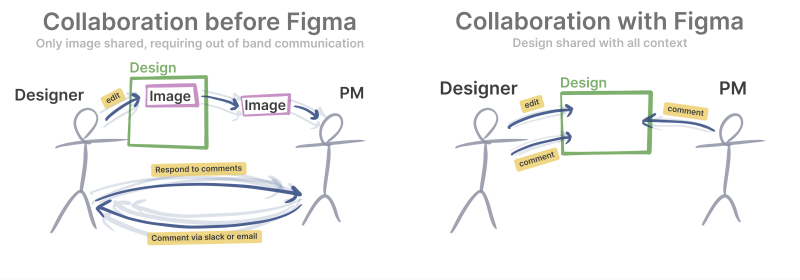 Collaboration before Figma
Only image shared, requiring out of band communication
Design
Designer
edit
Image
Image
PM
Respond to comments
Comment via slack or email
Collaboration with Figma
Design shared with all context
Designer
Design
PM
edit
comment
comment